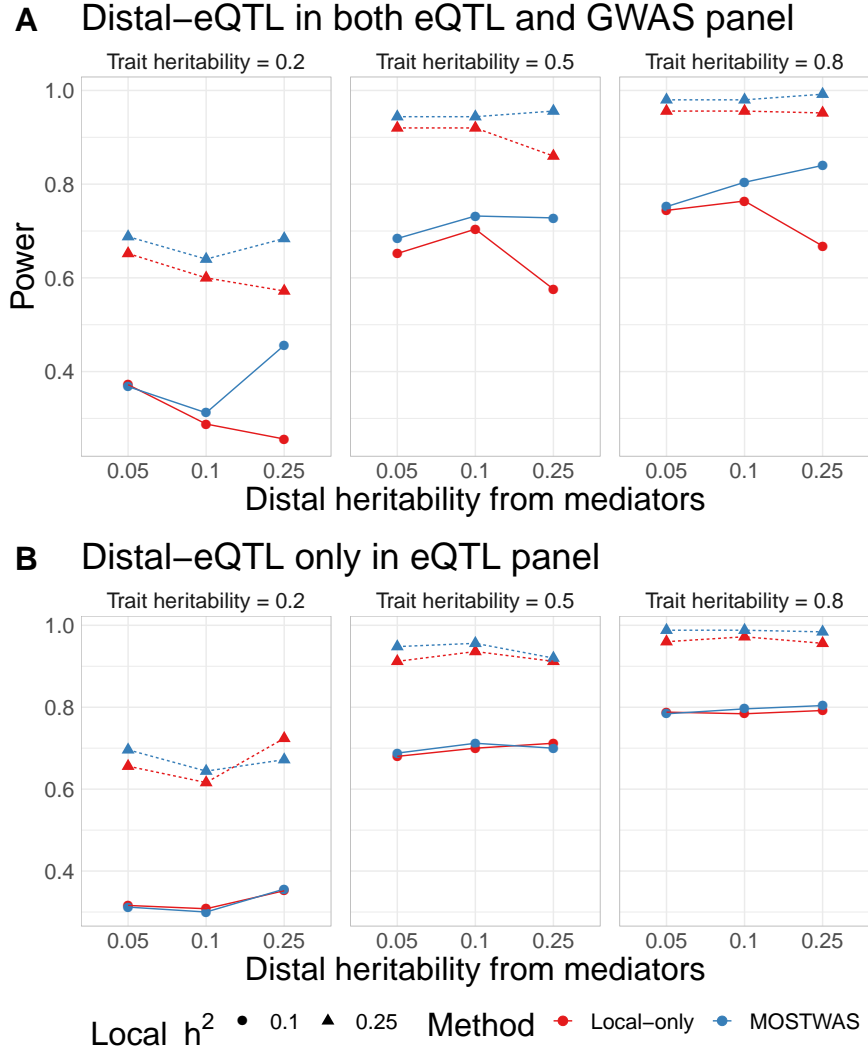 A Distal−eQTL in both eQTL and GWAS panel
Trait heritability = 0.2 Trait heritability = 0.5 Trait heritability = 0.8
1.0
0.8
0.6
0.4
Power
0.05 0.1 0.25 0.05 0.1 0.25 0.05 0.1 0.25
Distal heritability from mediators
B Distal−eQTL only in eQTL panel
Trait heritability = 0.2 Trait heritability = 0.5 Trait heritability = 0.8
1.0
0.8
0.6
0.4
0.05 0.1 0.25 0.05 0.1 0.25 0.05 0.1 0.25
Distal heritability from mediators
Local h² 0.1 0.25 Method Local−only MOSTWAS